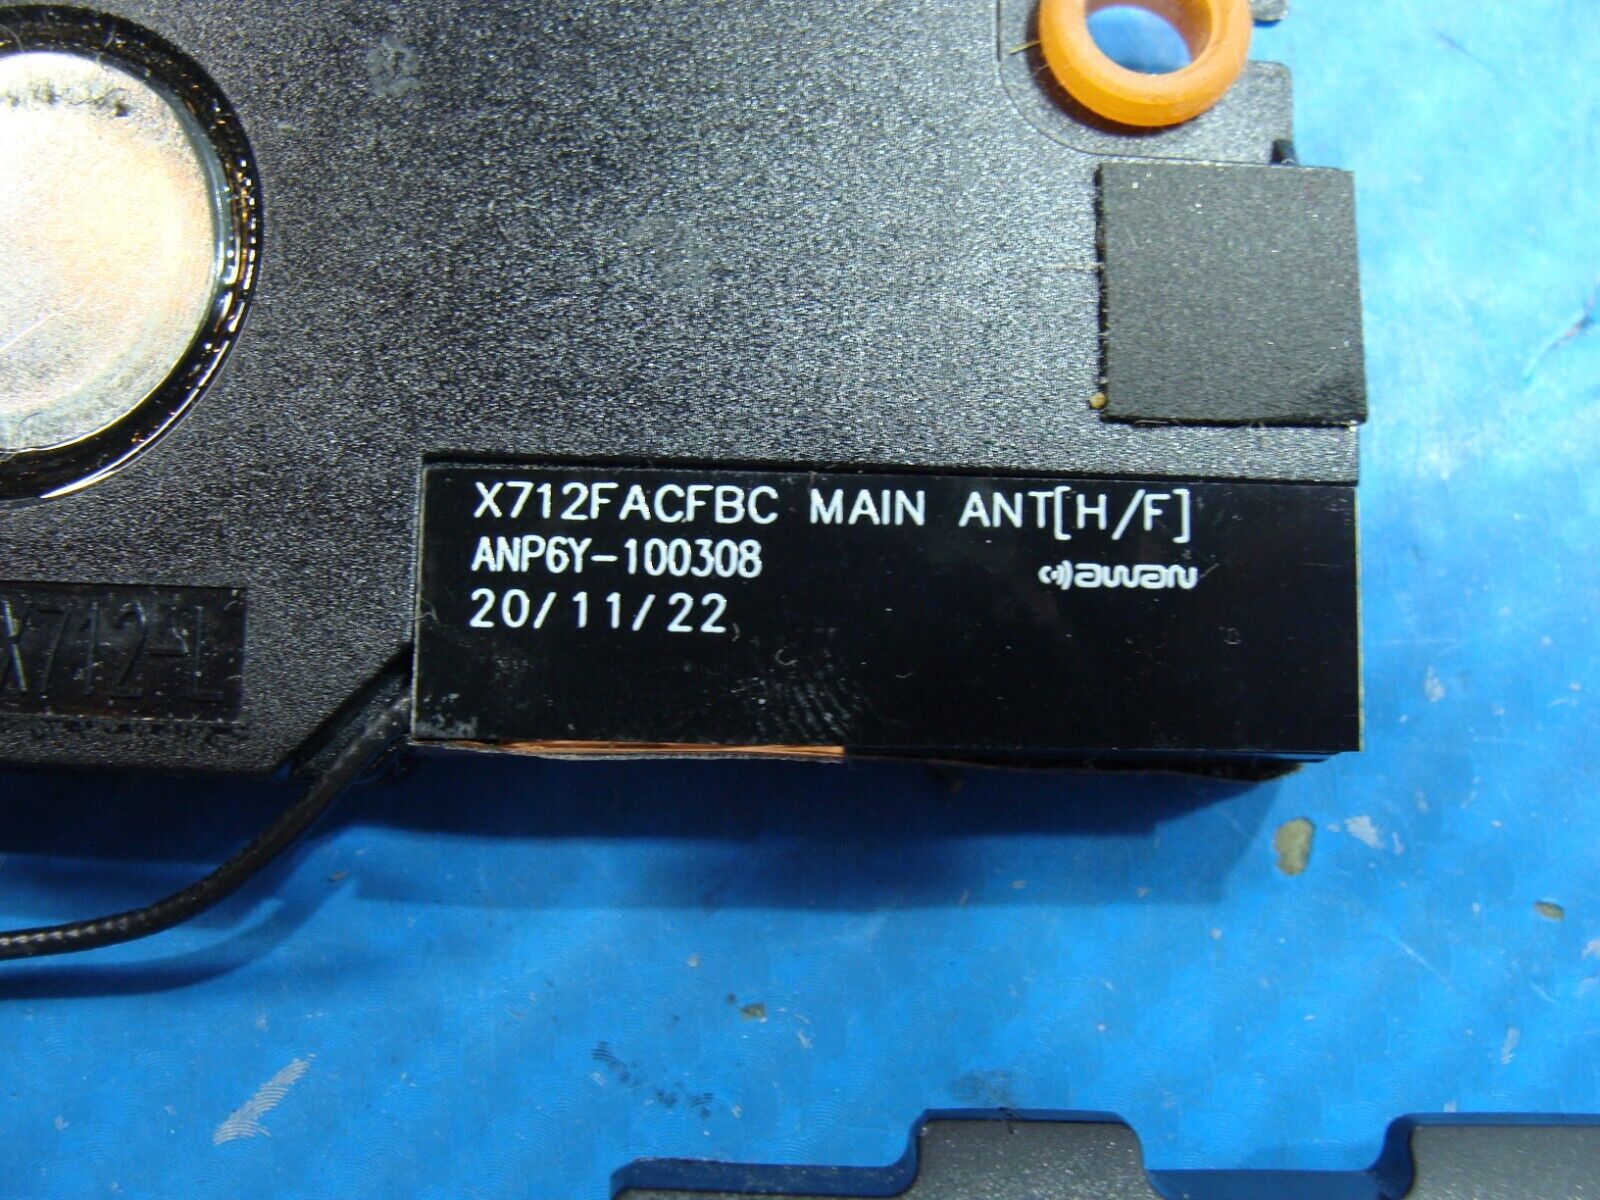 X712FACFBC MAIN ANT[H/F]
ANP6Y-100308
awan
20/11/22
X712-L